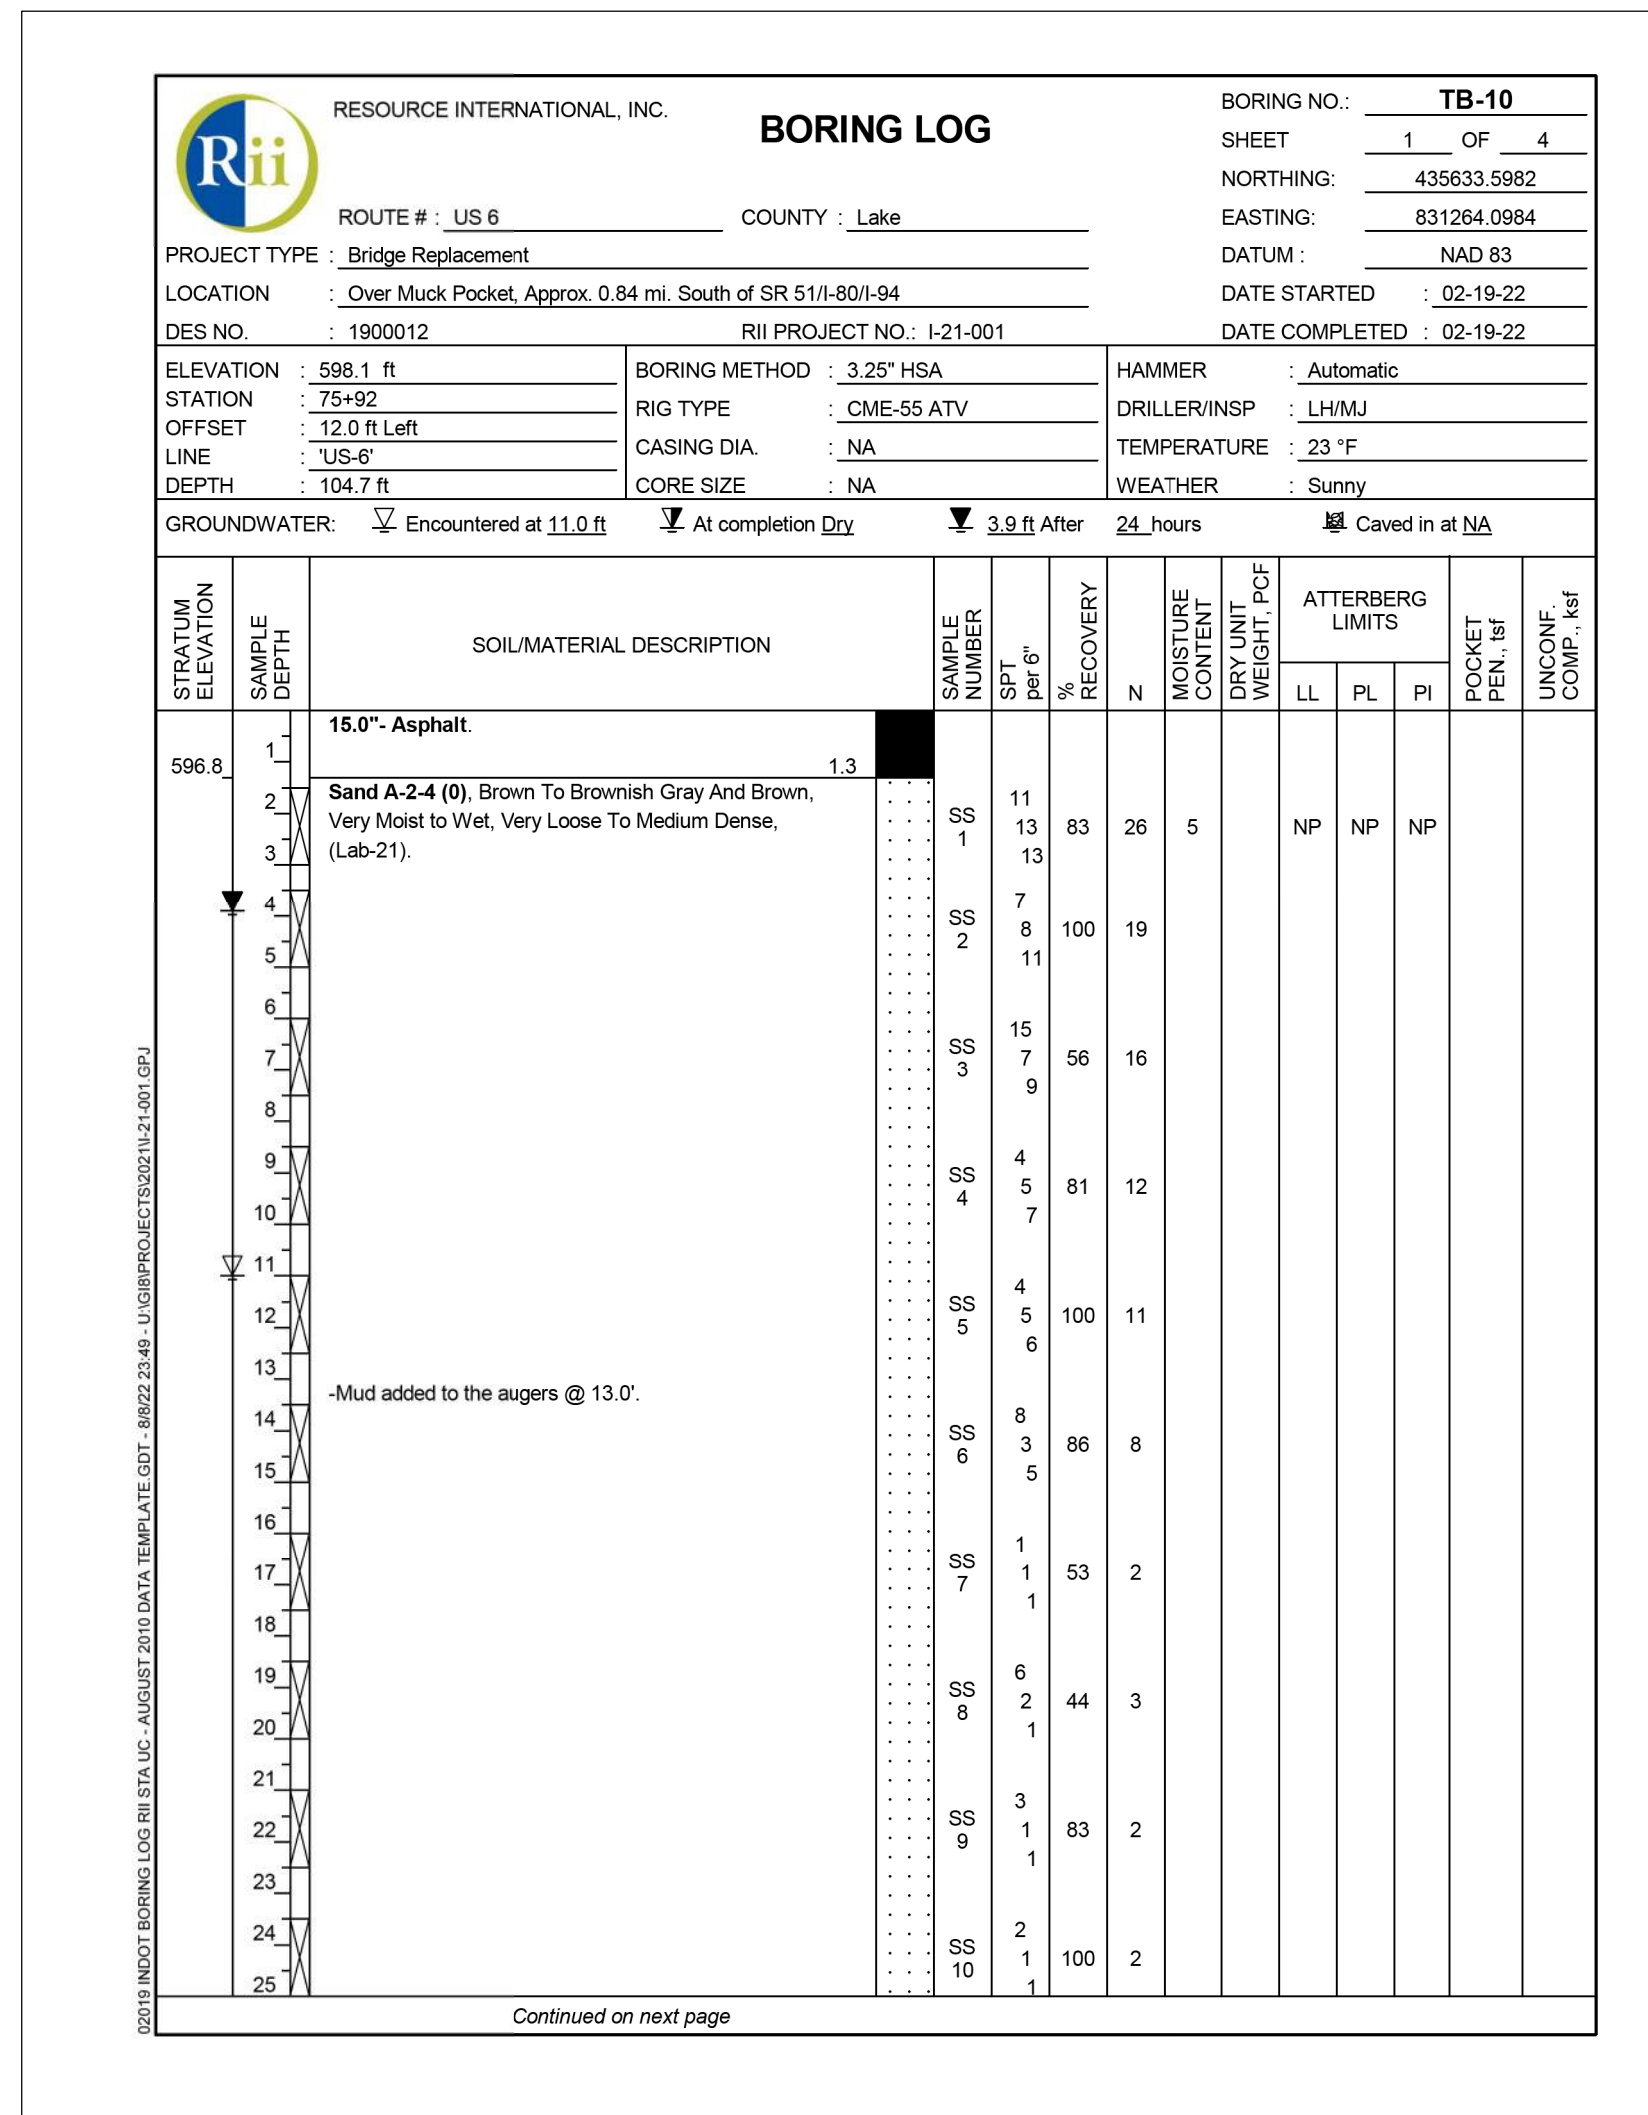 RESOURCE INTERNATIONAL, INC.
BORING LOG
Rii
ROUTE # : US 6 COUNTY : Lake
PROJECT TYPE : Bridge Replacement
LOCATION : Over Muck Pocket, Approx. 0.84 mi. South of SR 51/I-80/I-94
DES NO. : 1900012 RII PROJECT NO.: I-21-001
BORING NO.: TB-10
SHEET 1 OF 4
NORTHING: 435633.5982
EASTING: 831264.0984
DATUM : NAD 83
DATE STARTED : 02-19-22
DATE COMPLETED : 02-19-22
ELEVATION : 598.1 ft
STATION : 75+92
OFFSET : 12.0 ft Left
LINE : 'US-6'
DEPTH : 104.7 ft
BORING METHOD : 3.25" HSA
RIG TYPE : CME-55 ATV
CASING DIA. : NA
CORE SIZE : NA
HAMMER : Automatic
DRILLER/INSP : LH/MJ
TEMPERATURE : 23 °F
WEATHER : Sunny
GROUNDWATER: Encountered at 11.0 ft At completion Dry 3.9 ft After 24 hours Caved in at NA
STRATUM ELEVATION
SAMPLE DEPTH
SOIL/MATERIAL DESCRIPTION
SAMPLE NUMBER
SPT per 6"
% RECOVERY
N
MOISTURE CONTENT
DRY UNIT WEIGHT, PCF
ATTERBERG LIMITS
LL PL PI
POCKET PEN., tsf
UNCONF. COMP., ksf
15.0"- Asphalt.
1
596.8 1.3
Sand A-2-4 (0), Brown To Brownish Gray And Brown,
Very Moist to Wet, Very Loose To Medium Dense,
(Lab-21).
2
3
SS 1 11 13 13 83 26 5 NP NP NP
4
5
SS 2 7 8 11 100 19
6
7
8
SS 3 15 7 9 56 16
9
10
SS 4 4 5 7 81 12
11
12
SS 5 4 5 6 100 11
13
-Mud added to the augers @ 13.0'.
14
15
SS 6 8 3 5 86 8
16
17
18
SS 7 1 1 1 53 2
19
20
SS 8 6 2 1 44 3
21
22
23
SS 9 3 1 1 83 2
24
25
SS 10 2 1 1 100 2
Continued on next page
02019 INDOT BORING LOG RII STA UC - AUGUST 2010 DATA TEMPLATE.GDT - 8/8/22 23:49 - U:\GI8\PROJECTS\2021\I-21-001.GPJ